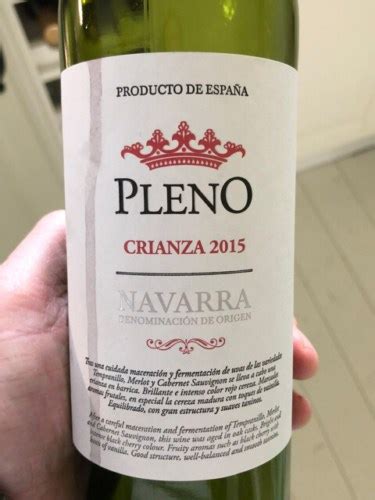 PRODUCTO DE ESPAÑA
PLENO
CRIANZA 2015
NAVARRA
DENOMINACIÓN DE ORIGEN
Tras una cuidada maceración y fermentación de uvas de las variedades
Tempranillo, Merlot y Cabernet Sauvignon se lleva a cabo una
crianza en barrica. Brillante e intenso color rojo cereza. Mantiene
aromas frutales, en especial la cereza madura con toques de vainilla.
Equilibrado, con gran estructura y suaves taninos.
After a careful maceration and fermentation of Tempranillo, Merlot
and Cabernet Sauvignon, this wine was aged in oak casks. Bright and
black cherry colour. Fruity aromas such as black cherry with
of vanilla. Good structure, well-balanced and smooth tannins.